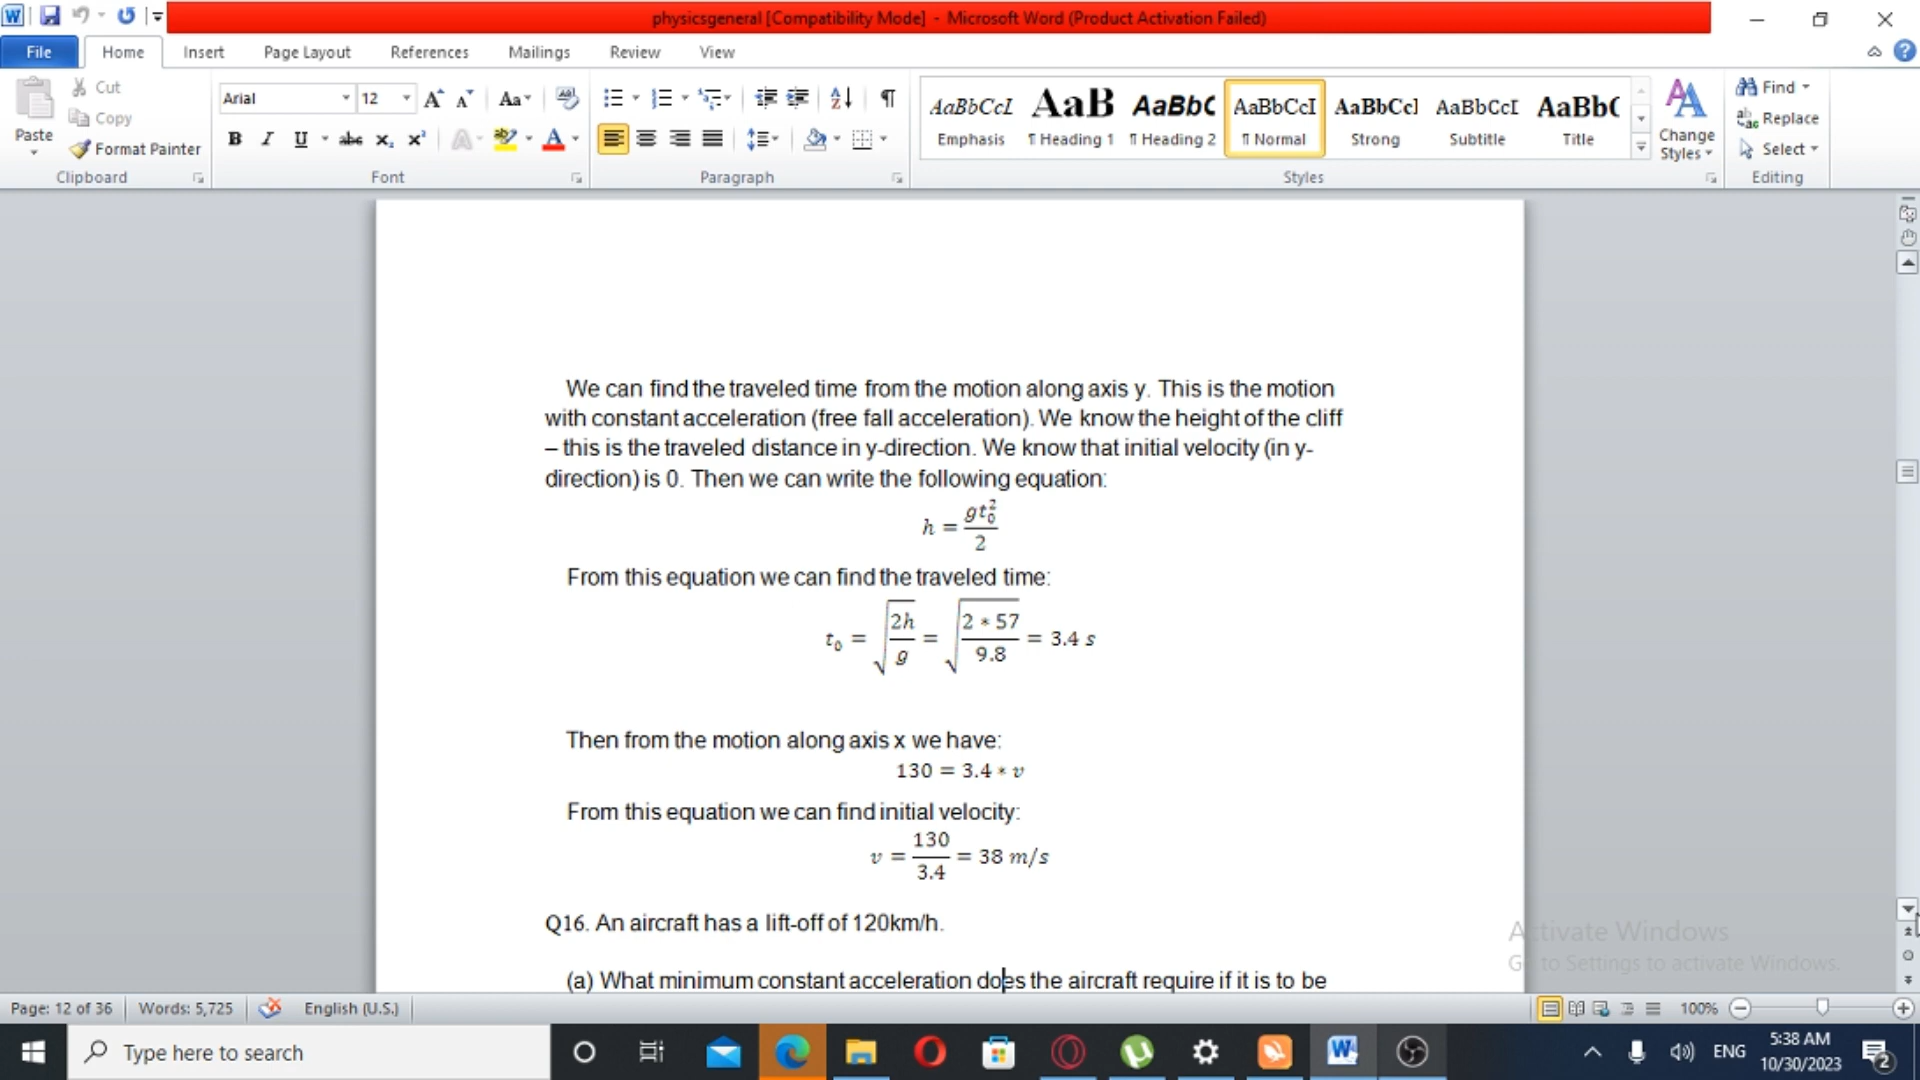 physicsgeneral [Compatibility Mode] - Microsoft Word (Product Activation Failed)
File Home Insert Page Layout References Mailings Review View
Cut
Copy
Format Painter
Paste
Clipboard
Arial 12
Font
Paragraph
AaBbCcI AaB AaBbC AaBbCcI AaBbCcI AaBbCcI AaBb(
Emphasis ¶ Heading 1 ¶ Heading 2 ¶ Normal Strong Subtitle Title
Styles
Change
Styles
Find
Replace
Select
Editing
We can find the traveled time from the motion along axis y. This is the motion
with constant acceleration (free fall acceleration). We know the height of the cliff
– this is the traveled distance in y-direction. We know that initial velocity (in y-
direction) is 0. Then we can write the following equation:
h = gt₀²/2
From this equation we can find the traveled time:
t₀ = √(2h/g) = √(2 * 57/9.8) = 3.4 s
Then from the motion along axis x we have:
130 = 3.4 * v
From this equation we can find initial velocity:
v = 130/3.4 = 38 m/s
Q16. An aircraft has a lift-off of 120km/h.
(a) What minimum constant acceleration does the aircraft require if it is to be
Activate Windows
Go to Settings to activate Windows.
Page: 12 of 36 Words: 5,725 English (U.S.) 100%
Type here to search
ENG
5:38 AM
10/30/2023
2